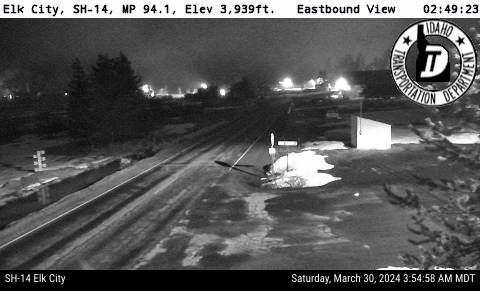 Elk City, SH-14, MP 94.1, Elev 3,939ft. Eastbound View 02:49:23
IDAHO
TRANSPORTATION DEPARTMENT
SH-14 Elk City Saturday, March 30, 2024 3:54:58 AM MDT